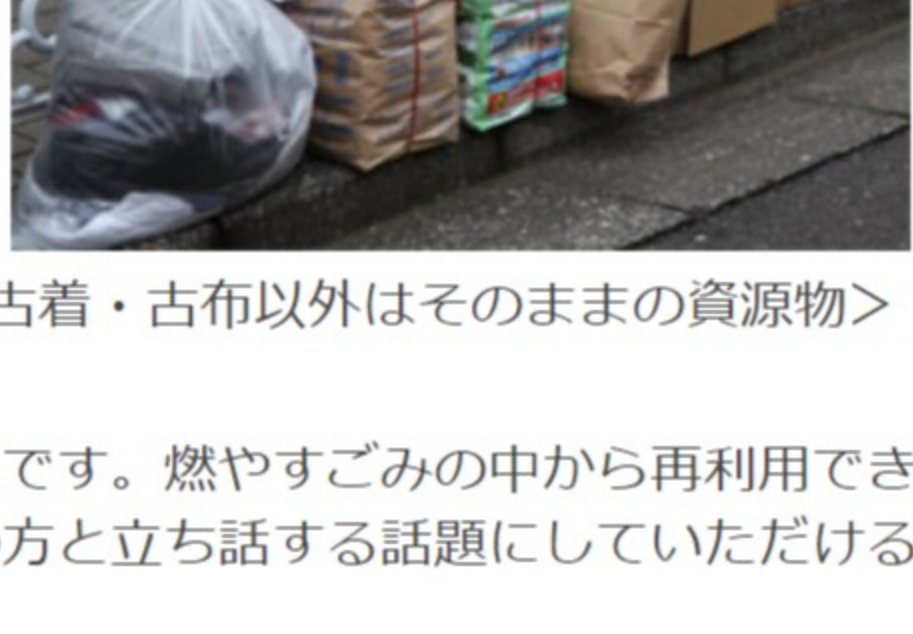 古着・古布以外はそのままの資源物＞
です。燃やすごみの中から再利用でき
方と立ち話する話題にしていただける